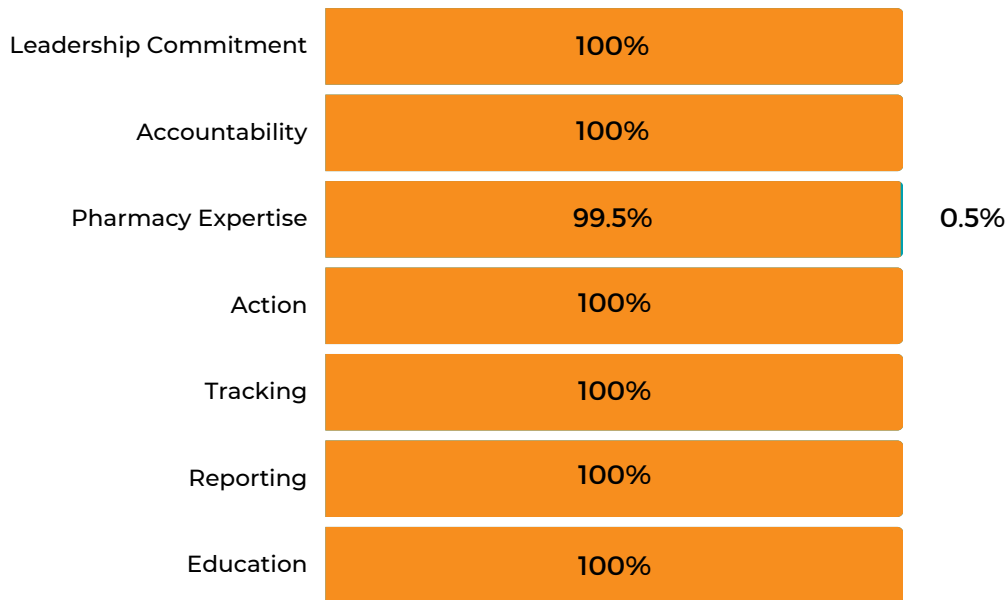 Leadership Commitment 100%
Accountability 100%
Pharmacy Expertise 99.5% 0.5%
Action 100%
Tracking 100%
Reporting 100%
Education 100%